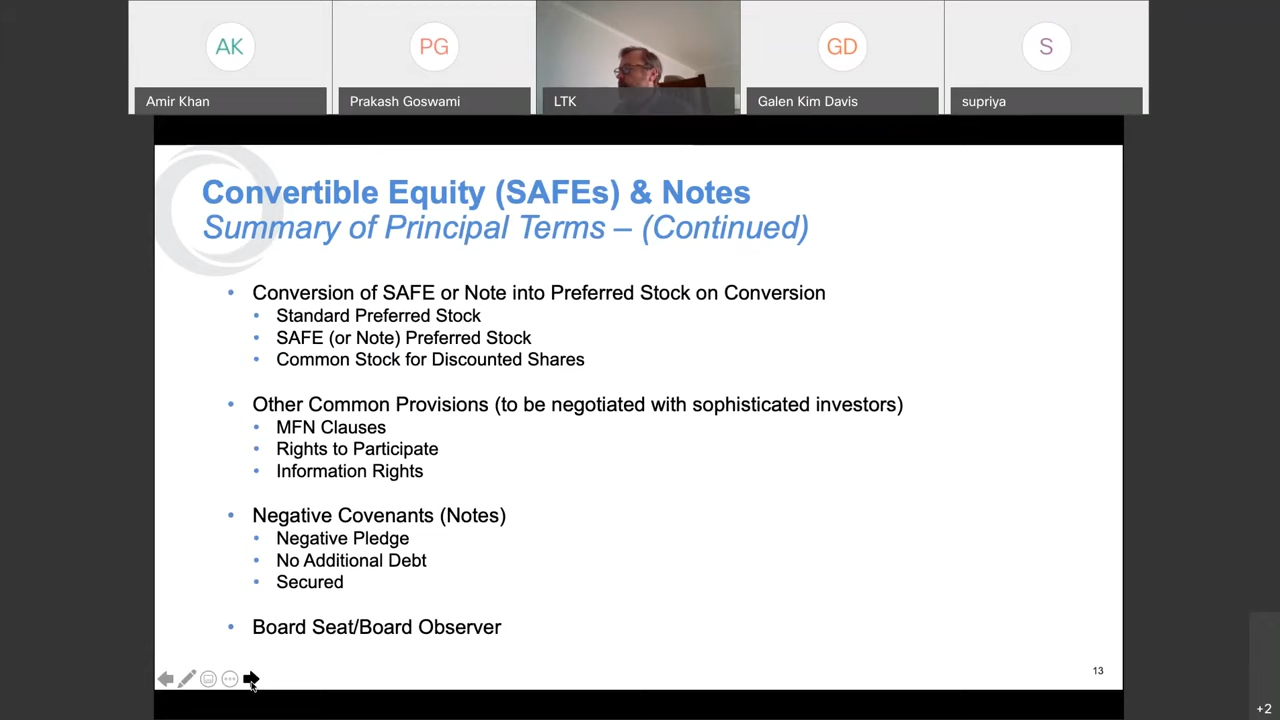 AK
PG
GD
S
Amir Khan
Prakash Goswami
LTK
Galen Kim Davis
supriya
Convertible Equity (SAFEs) & Notes
Summary of Principal Terms – (Continued)
• Conversion of SAFE or Note into Preferred Stock on Conversion
• Standard Preferred Stock
• SAFE (or Note) Preferred Stock
• Common Stock for Discounted Shares
• Other Common Provisions (to be negotiated with sophisticated investors)
• MFN Clauses
• Rights to Participate
• Information Rights
• Negative Covenants (Notes)
• Negative Pledge
• No Additional Debt
• Secured
• Board Seat/Board Observer
13
+2